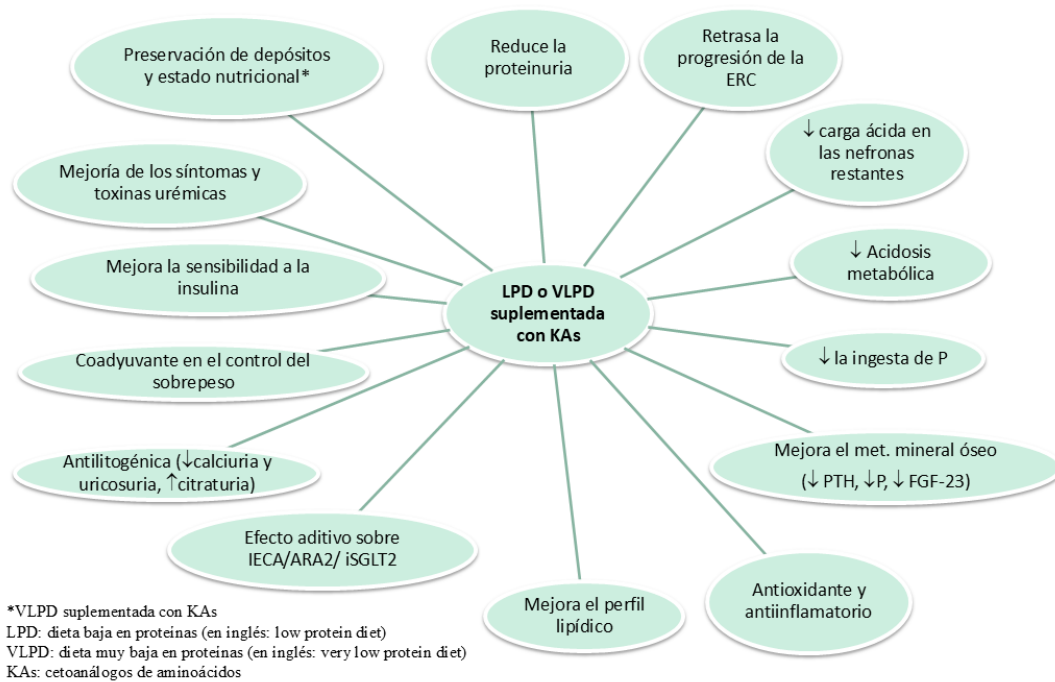 Preservación de depósitos
y estado nutricional*
Reduce la
proteinuria
Retrasa la
progresión de la
ERC
↓ carga ácida en
las nefronas
restantes
Mejoría de los síntomas y
toxinas urémicas
↓ Acidosis
metabólica
Mejora la sensibilidad a la
insulina
LPD o VLPD
suplementada
con KAs
↓ la ingesta de P
Coadyuvante en el control del
sobrepeso
Mejora el met. mineral óseo
(↓ PTH, ↓P, ↓ FGF-23)
Antilitogénica (↓calciuria y
uricosuria, ↑citraturia)
Efecto aditivo sobre
IECA/ARA2/ iSGLT2
Mejora el perfil
lipídico
Antioxidante y
antiinflamatorio
*VLPD suplementada con KAs
LPD: dieta baja en proteinas (en inglés: low protein diet)
VLPD: dieta muy baja en proteinas (en inglés: very low protein diet)
KAs: cetoanálogos de aminoácidos